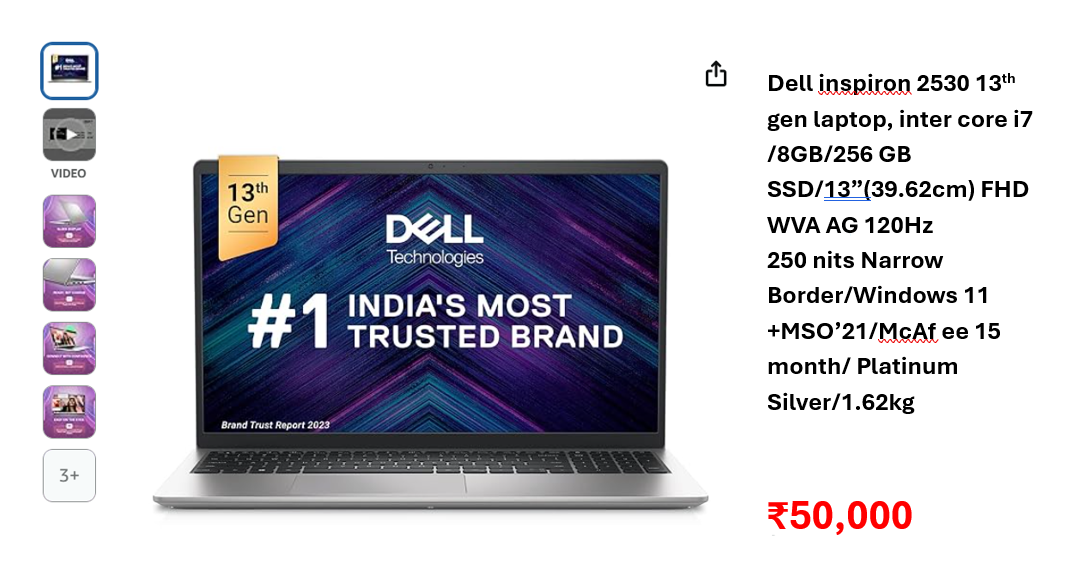 VIDEO
3+
13th
Gen
DELL
Technologies
#1 INDIA'S MOST
TRUSTED BRAND
Brand Trust Report 2023
Dell inspiron 2530 13th
gen laptop, inter core i7
/8GB/256 GB
SSD/13”(39.62cm) FHD
WVA AG 120Hz
250 nits Narrow
Border/Windows 11
+MSO’21/McAf ee 15
month/ Platinum
Silver/1.62kg
₹50,000